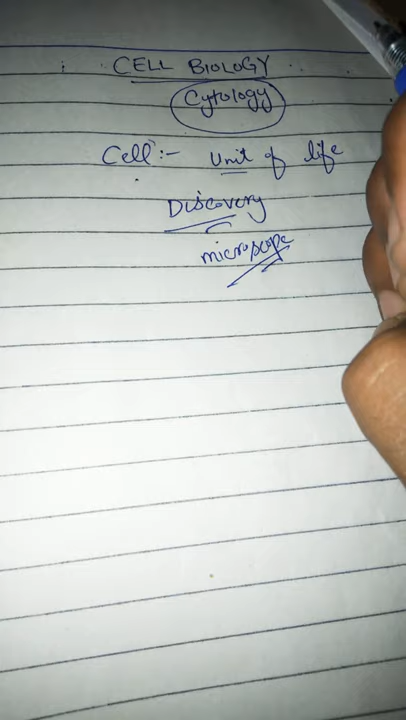 CELL BIOLOGY
Cytology
Cell:- Unit of life
Discovery
microscope